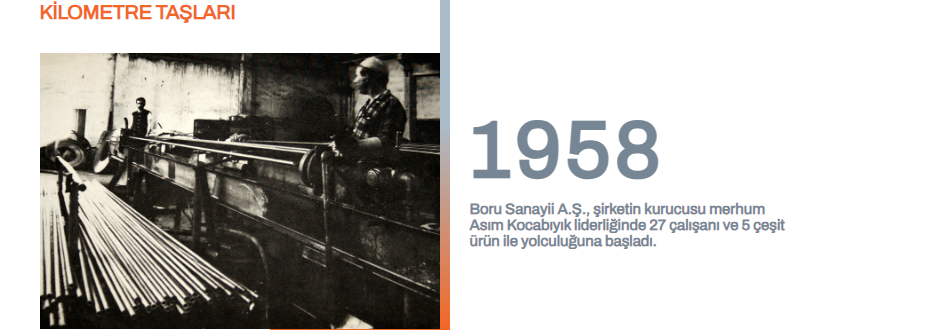 KİLOMETRE TAŞLARI
1958
Boru Sanayii A.Ş., şirketin kurucusu merhum
Asım Kocabıyık liderliğinde 27 çalışanı ve 5 çeşit
ürün ile yolculuğuna başladı.